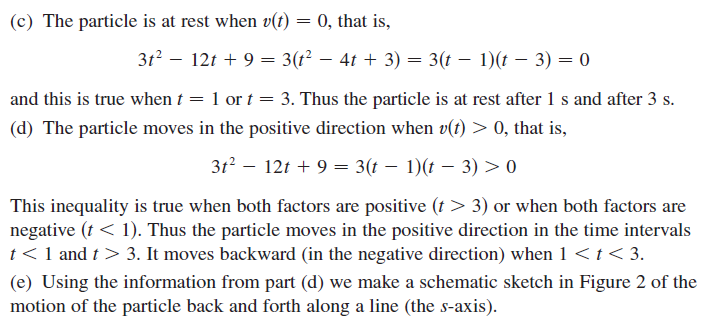 (c) The particle is at rest when v(t) = 0, that is,
3t² − 12t + 9 = 3(t² − 4t + 3) = 3(t − 1)(t − 3) = 0
and this is true when t = 1 or t = 3. Thus the particle is at rest after 1 s and after 3 s.
(d) The particle moves in the positive direction when v(t) > 0, that is,
3t² − 12t + 9 = 3(t − 1)(t − 3) > 0
This inequality is true when both factors are positive (t > 3) or when both factors are
negative (t < 1). Thus the particle moves in the positive direction in the time intervals
t < 1 and t > 3. It moves backward (in the negative direction) when 1 < t < 3.
(e) Using the information from part (d) we make a schematic sketch in Figure 2 of the
motion of the particle back and forth along a line (the s-axis).